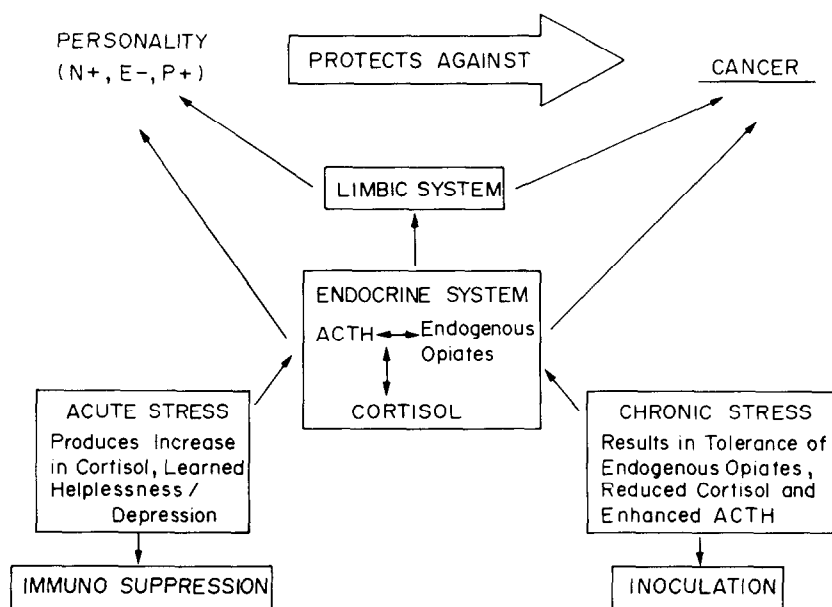 PERSONALITY
(N+, E-, P+)
PROTECTS AGAINST
CANCER
LIMBIC SYSTEM
ENDOCRINE SYSTEM
ACTH Endogenous
Opiates
CORTISOL
ACUTE STRESS
Produces Increase
in Cortisol, Learned
Helplessness/
Depression
IMMUNO SUPPRESSION
CHRONIC STRESS
Results in Tolerance of
Endogenous Opiates,
Reduced Cortisol and
Enhanced ACTH
INOCULATION